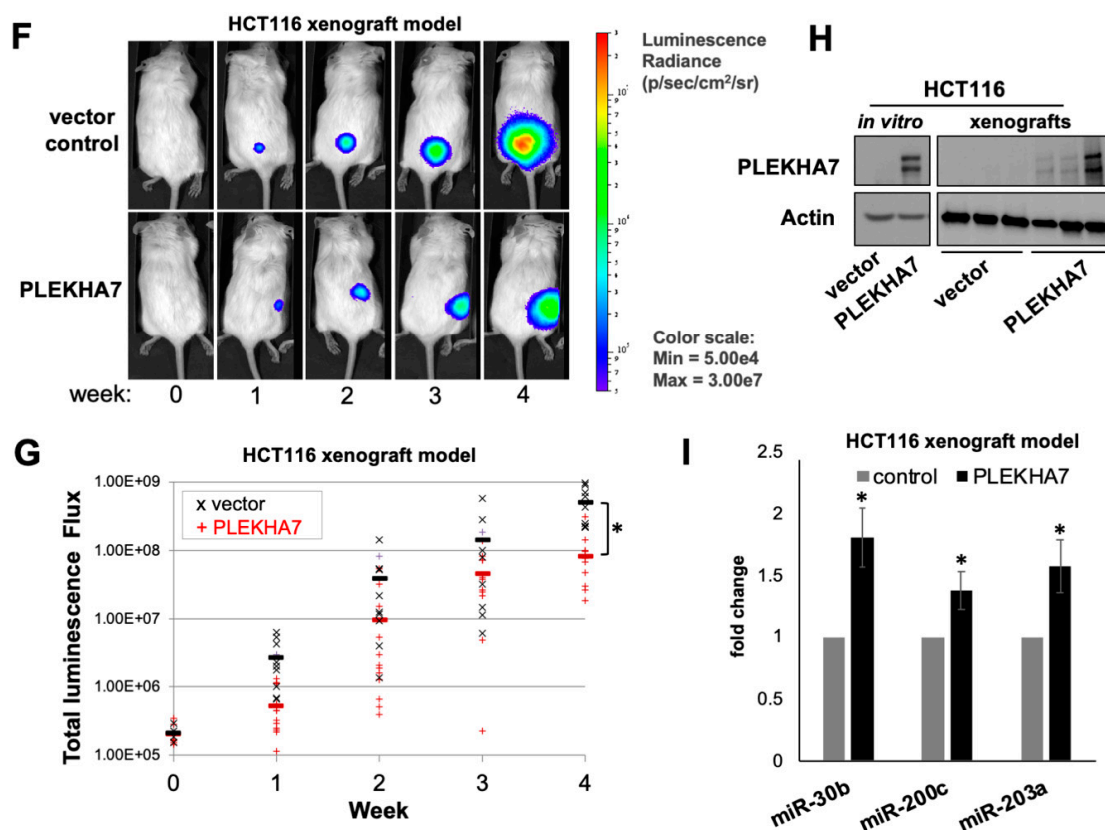 F
HCT116 xenograft model
vector
control
PLEKHA7
week:
0
1
2
3
4
Luminescence
Radiance
(p/sec/cm²/sr)
Color scale:
Min = 5.00e4
Max = 3.00e7
H
HCT116
in vitro
xenografts
PLEKHA7
Actin
vector
PLEKHA7
vector
PLEKHA7
G
HCT116 xenograft model
Total luminescence Flux
1.00E+09
1.00E+08
1.00E+07
1.00E+06
1.00E+05
x vector
+ PLEKHA7
*
0
1
2
3
4
Week
I
HCT116 xenograft model
control
PLEKHA7
fold change
2.5
2
1.5
1
0.5
0
*
*
*
miR-30b
miR-200c
miR-203a